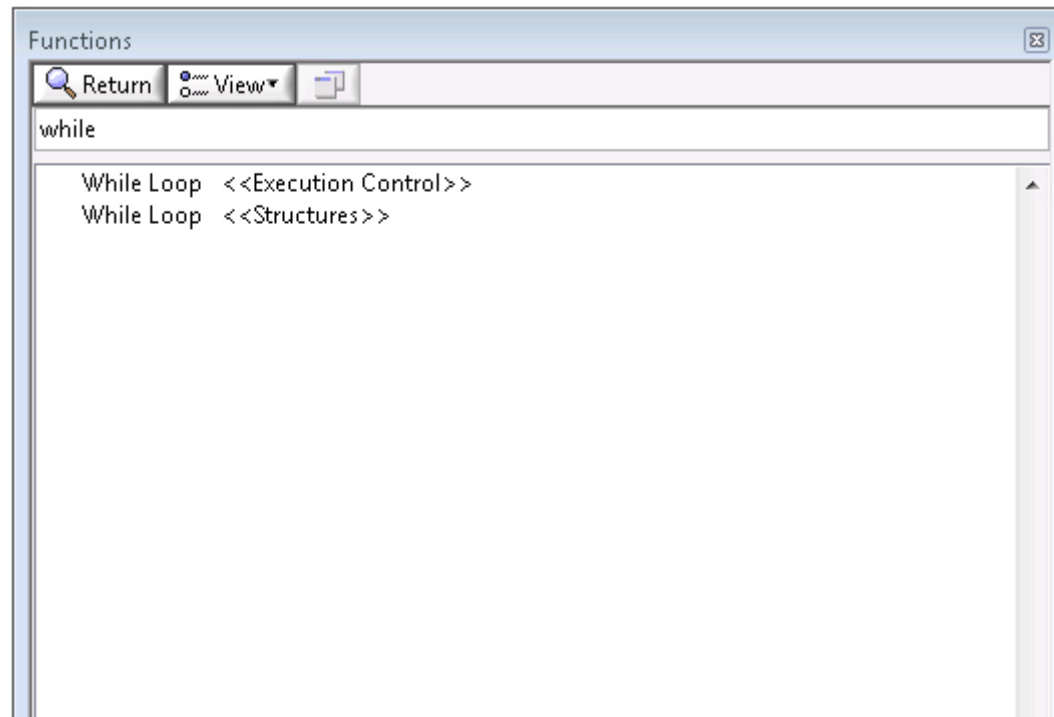 Functions
Return View
while
While Loop <<Execution Control>>
While Loop <<Structures>>